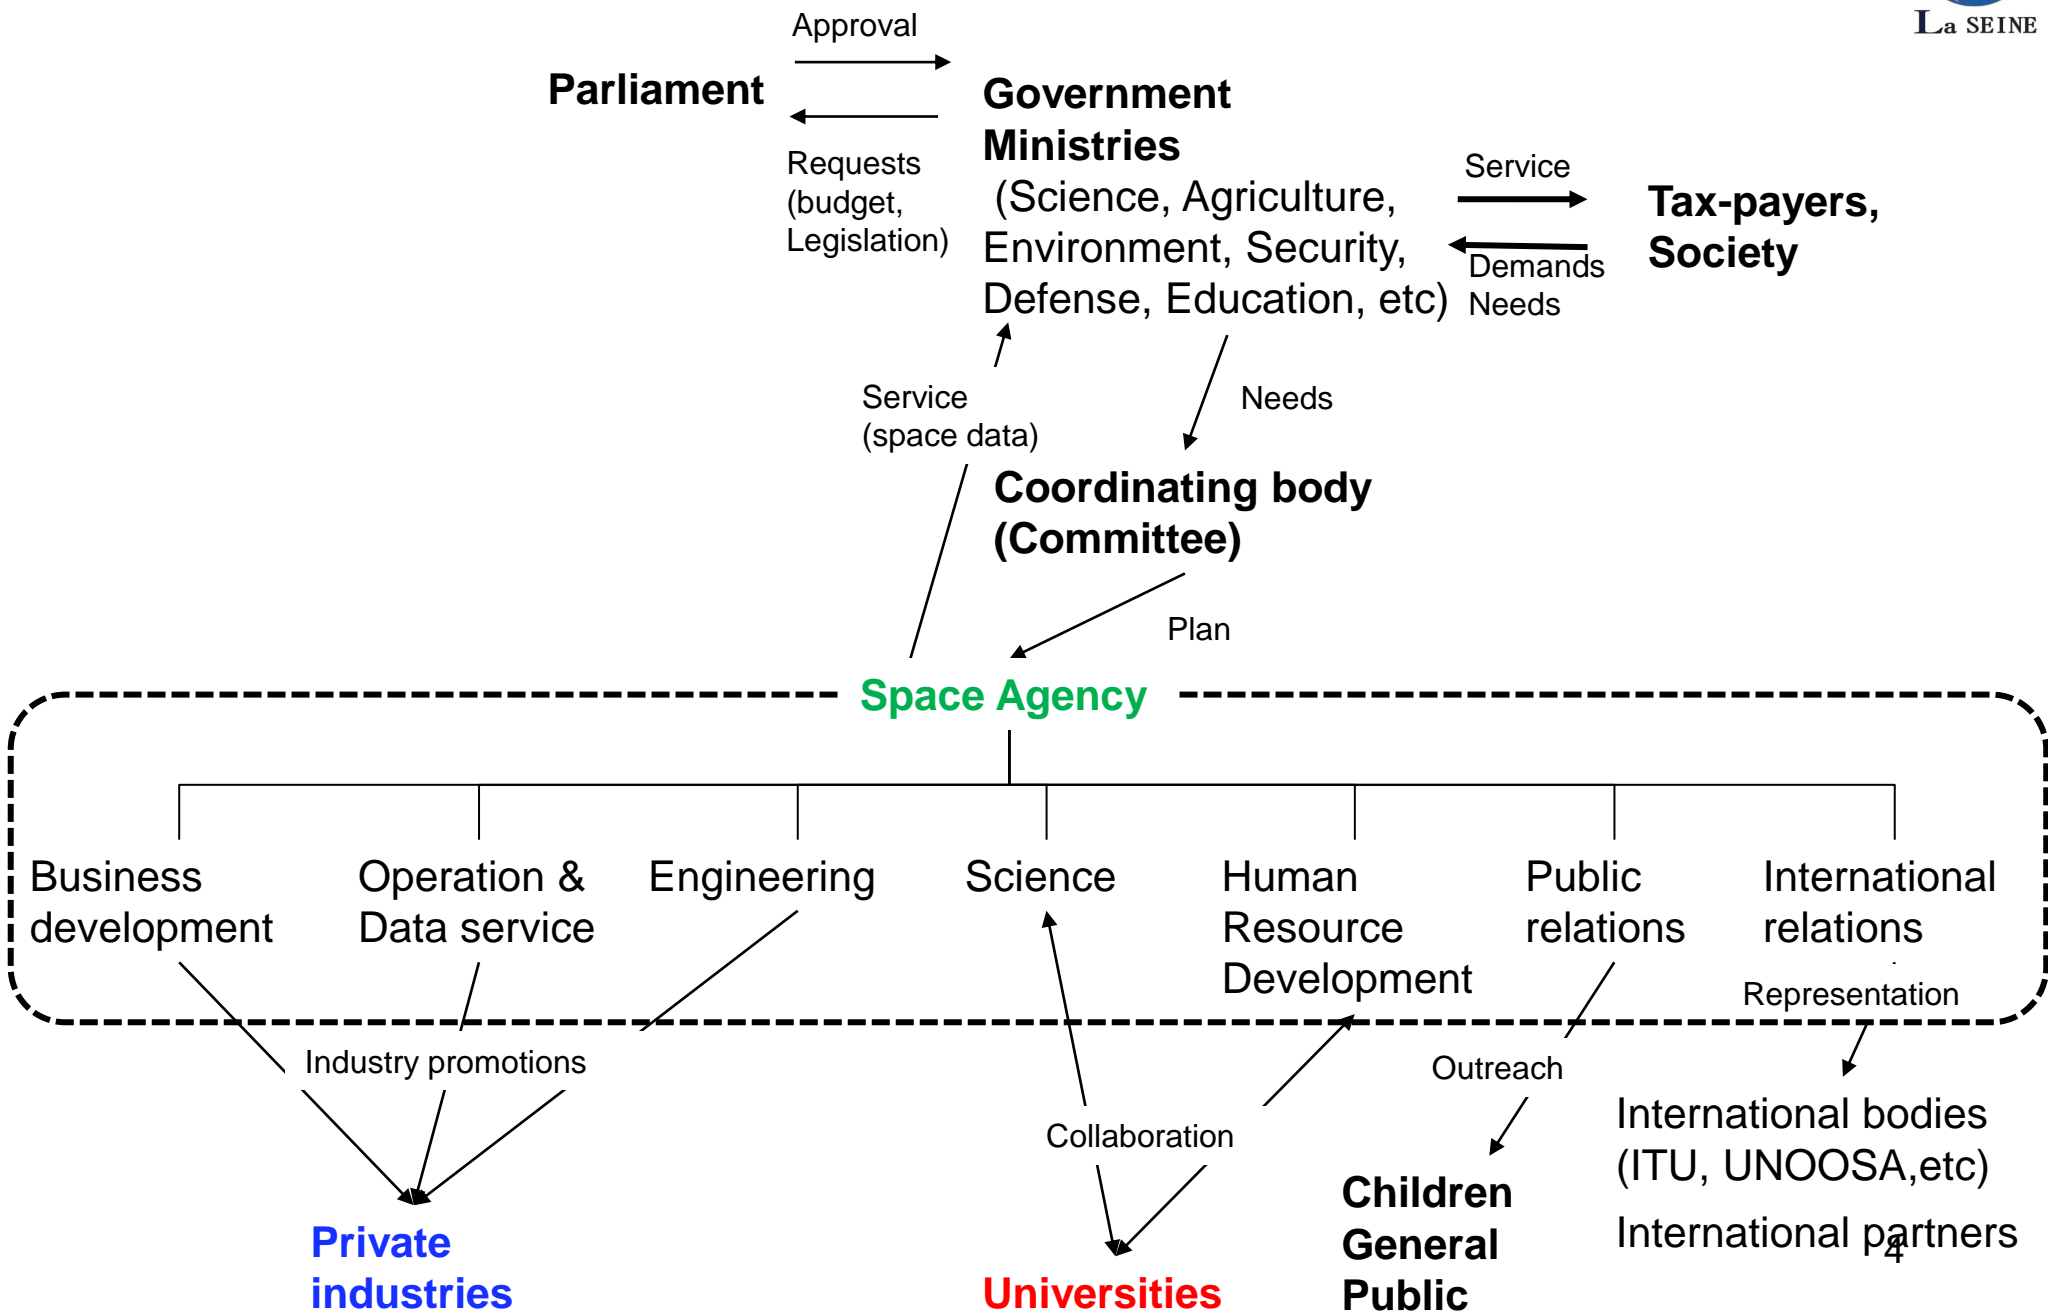 La SEINE
Approval
Parliament
Government
Ministries
(Science, Agriculture,
Environment, Security,
Defense, Education, etc)
Requests
(budget,
Legislation)
Service
Tax-payers,
Society
Demands
Needs
Service
(space data)
Needs
Coordinating body
(Committee)
Plan
Space Agency
Business
development
Operation &
Data service
Engineering
Science
Human
Resource
Development
Public
relations
International
relations
Representation
Industry promotions
Outreach
Collaboration
International bodies
(ITU, UNOOSA,etc)
International partners
4
Private
industries
Universities
Children
General
Public